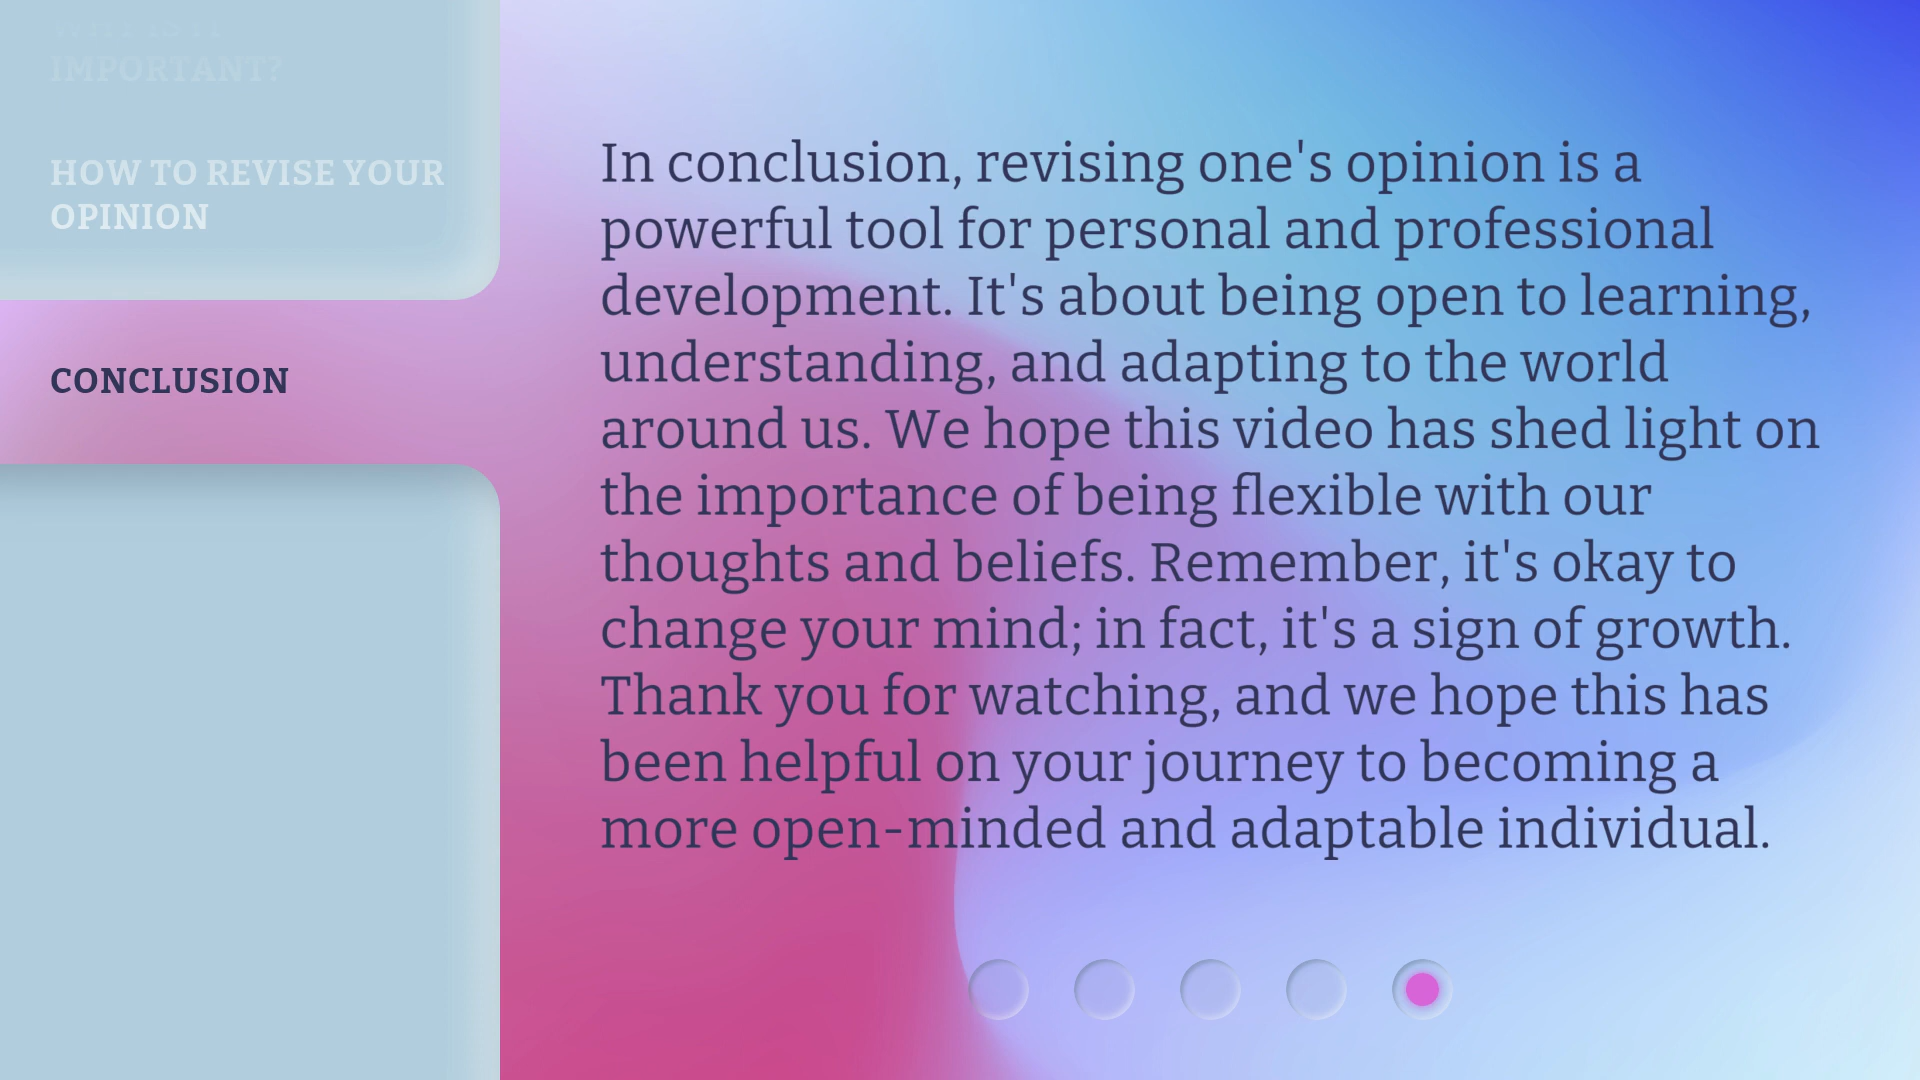 IMPORTANT?
HOW TO REVISE YOUR
OPINION
CONCLUSION
In conclusion, revising one's opinion is a
powerful tool for personal and professional
development. It's about being open to learning,
understanding, and adapting to the world
around us. We hope this video has shed light on
the importance of being flexible with our
thoughts and beliefs. Remember, it's okay to
change your mind; in fact, it's a sign of growth.
Thank you for watching, and we hope this has
been helpful on your journey to becoming a
more open-minded and adaptable individual.